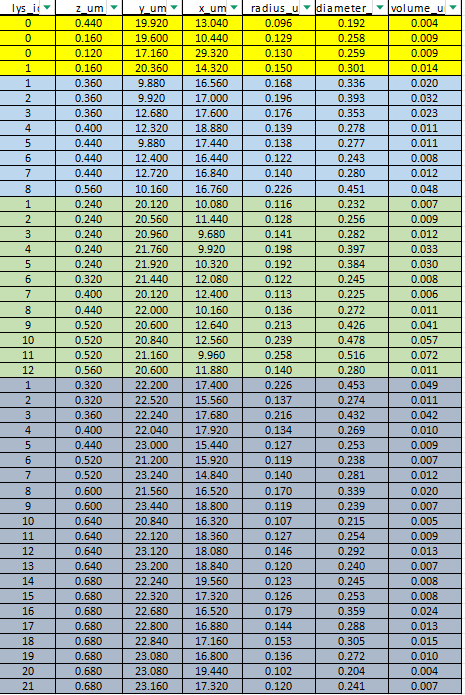 lys_i z_um y_um x_um radius_u diameter_ volume_u
0 0.440 19.920 13.040 0.096 0.192 0.004
0 0.160 19.600 10.440 0.129 0.258 0.009
0 0.120 17.160 29.320 0.130 0.259 0.009
1 0.160 20.360 14.320 0.150 0.301 0.014
1 0.360 9.880 16.560 0.168 0.336 0.020
2 0.360 9.920 17.000 0.196 0.393 0.032
3 0.360 12.680 17.600 0.176 0.353 0.023
4 0.400 12.320 18.880 0.139 0.278 0.011
5 0.440 9.880 17.440 0.138 0.277 0.011
6 0.440 12.400 16.440 0.122 0.243 0.008
7 0.440 12.720 16.840 0.140 0.280 0.012
8 0.560 10.160 16.760 0.226 0.451 0.048
1 0.240 20.120 10.080 0.116 0.232 0.007
2 0.240 20.560 11.440 0.128 0.256 0.009
3 0.240 20.960 9.680 0.141 0.282 0.012
4 0.240 21.760 9.920 0.198 0.397 0.033
5 0.240 21.920 10.320 0.192 0.384 0.030
6 0.320 21.440 12.080 0.122 0.245 0.008
7 0.400 20.120 12.400 0.113 0.225 0.006
8 0.440 22.000 10.160 0.136 0.272 0.011
9 0.520 20.600 12.640 0.213 0.426 0.041
10 0.520 20.840 12.560 0.239 0.478 0.057
11 0.520 21.160 9.960 0.258 0.516 0.072
12 0.560 20.600 11.880 0.140 0.280 0.011
1 0.320 22.200 17.400 0.226 0.453 0.049
2 0.320 22.520 15.560 0.137 0.274 0.011
3 0.360 22.240 17.680 0.216 0.432 0.042
4 0.400 22.040 17.920 0.134 0.269 0.010
5 0.440 23.000 15.440 0.127 0.253 0.009
6 0.520 21.200 15.920 0.119 0.238 0.007
7 0.520 23.240 14.840 0.140 0.281 0.012
8 0.600 21.560 16.520 0.170 0.339 0.020
9 0.600 23.440 18.800 0.119 0.239 0.007
10 0.640 20.840 16.320 0.107 0.215 0.005
11 0.640 22.120 18.360 0.127 0.254 0.009
12 0.640 23.120 18.080 0.146 0.292 0.013
13 0.640 23.200 18.840 0.120 0.240 0.007
14 0.680 22.240 19.560 0.123 0.245 0.008
15 0.680 22.320 17.320 0.126 0.253 0.008
16 0.680 22.680 16.520 0.179 0.359 0.024
17 0.680 22.800 16.880 0.144 0.288 0.013
18 0.680 22.840 17.160 0.153 0.305 0.015
19 0.680 23.080 16.800 0.136 0.272 0.010
20 0.680 23.080 19.440 0.102 0.204 0.004
21 0.680 23.160 17.320 0.120 0.241 0.007